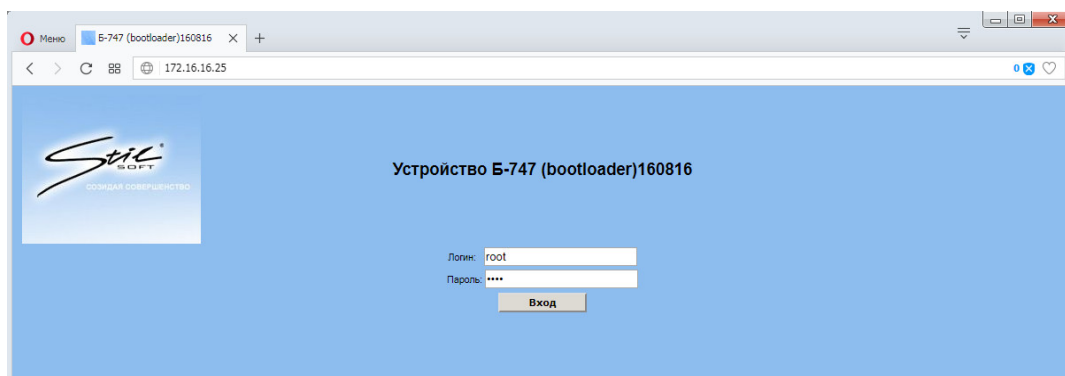 Меню
Б-747 (bootloader)160816
172.16.16.25
0
Stil
SOFT
СОЗИДАЯ СОВЕРШЕНСТВО
Устройство Б-747 (bootloader)160816
Логин: root
Пароль: ••••
Вход